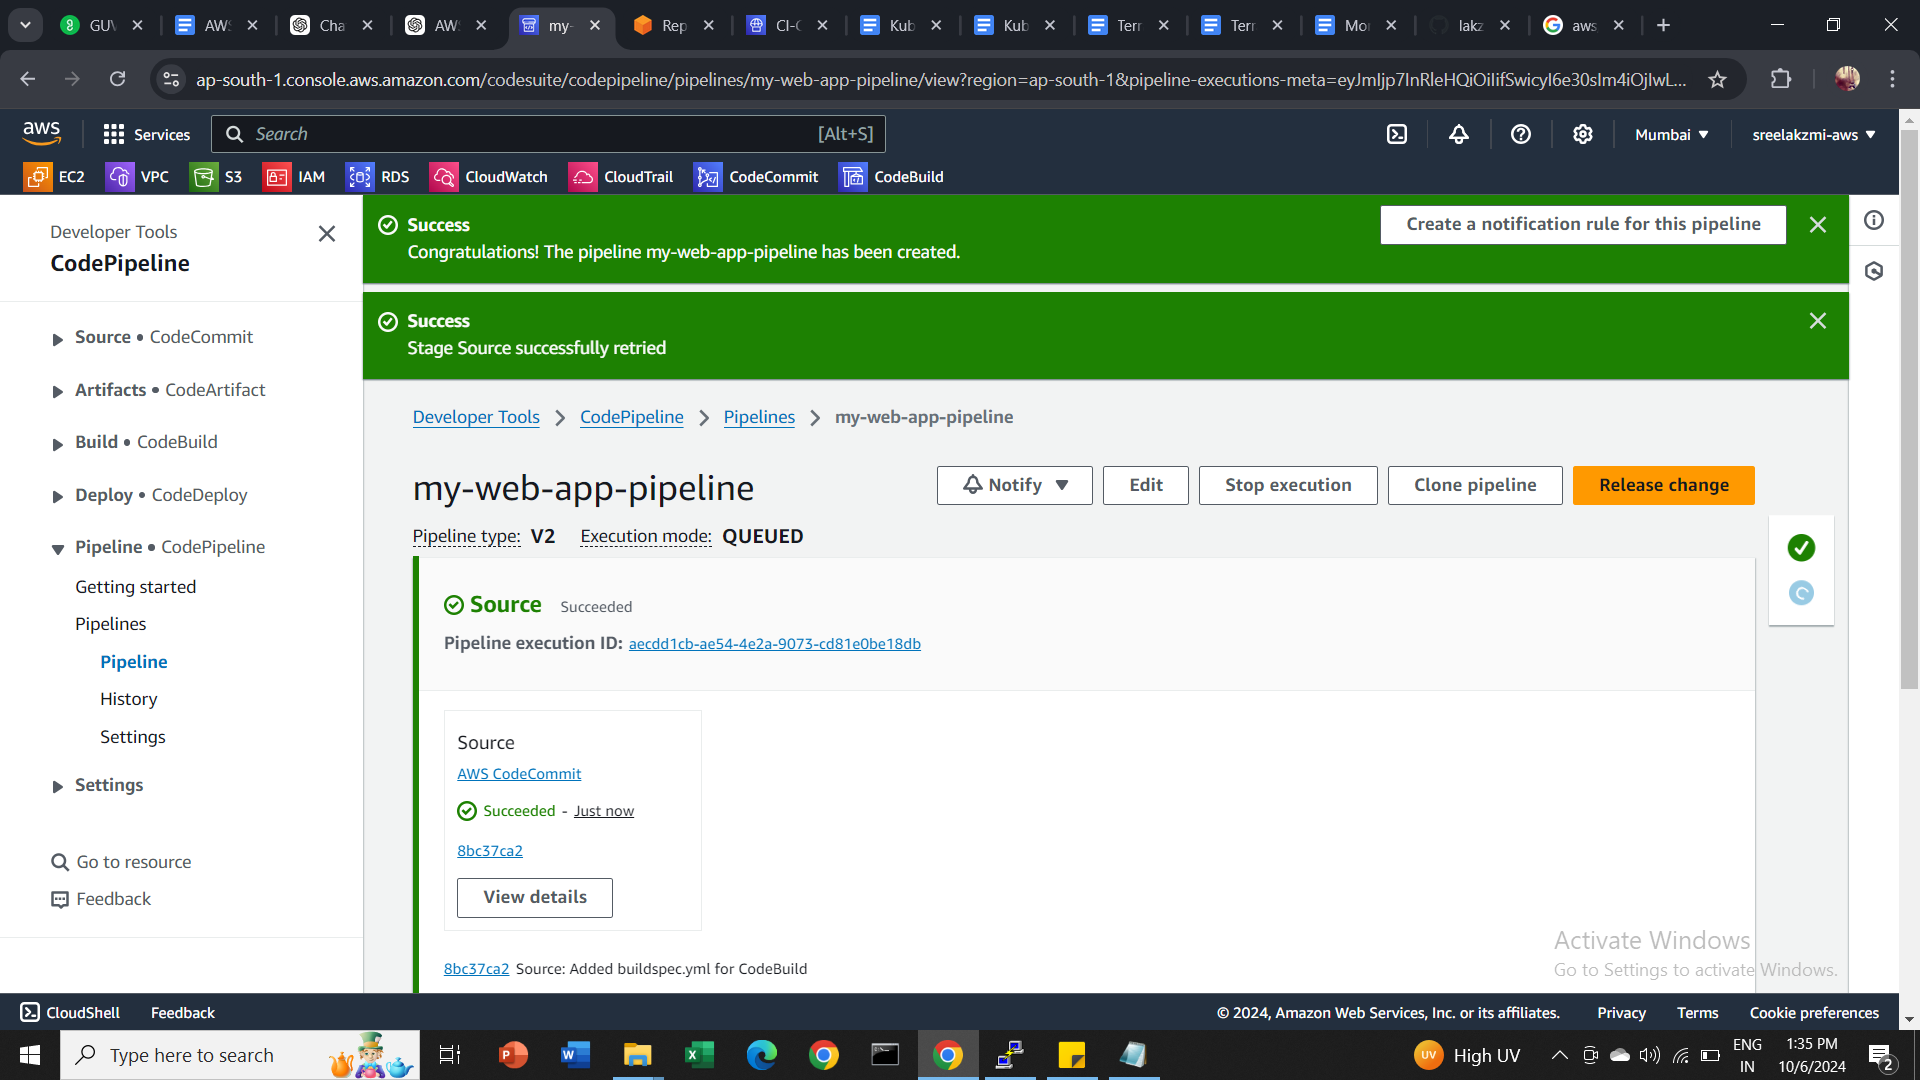 GUV
AWS
Cha
AWS
my-
Rep
CI-C
Kub
Kub
Terr
Terr
Mor
lakz
aws
ap-south-1.console.aws.amazon.com/codesuite/codepipeline/pipelines/my-web-app-pipeline/view?region=ap-south-1&pipeline-executions-meta=eyJmIjp7InRleHQiOiIifSwicyI6e30sIm4iOjIwL...
aws
Services
Search
[Alt+S]
Mumbai
sreelakzmi-aws
EC2
VPC
S3
IAM
RDS
CloudWatch
CloudTrail
CodeCommit
CodeBuild
Developer Tools
CodePipeline
Source • CodeCommit
Artifacts • CodeArtifact
Build • CodeBuild
Deploy • CodeDeploy
Pipeline • CodePipeline
Getting started
Pipelines
Pipeline
History
Settings
Settings
Go to resource
Feedback
Success
Congratulations! The pipeline my-web-app-pipeline has been created.
Create a notification rule for this pipeline
Success
Stage Source successfully retried
Developer Tools > CodePipeline > Pipelines > my-web-app-pipeline
my-web-app-pipeline
Notify
Edit
Stop execution
Clone pipeline
Release change
Pipeline type: V2 Execution mode: QUEUED
Source Succeeded
Pipeline execution ID: aecdd1cb-ae54-4e2a-9073-cd81e0be18db
Source
AWS CodeCommit
Succeeded - Just now
8bc37ca2
View details
8bc37ca2 Source: Added buildspec.yml for CodeBuild
Activate Windows
Go to Settings to activate Windows.
CloudShell
Feedback
© 2024, Amazon Web Services, Inc. or its affiliates.
Privacy
Terms
Cookie preferences
Type here to search
UV
High UV
ENG
IN
1:35 PM
10/6/2024
2